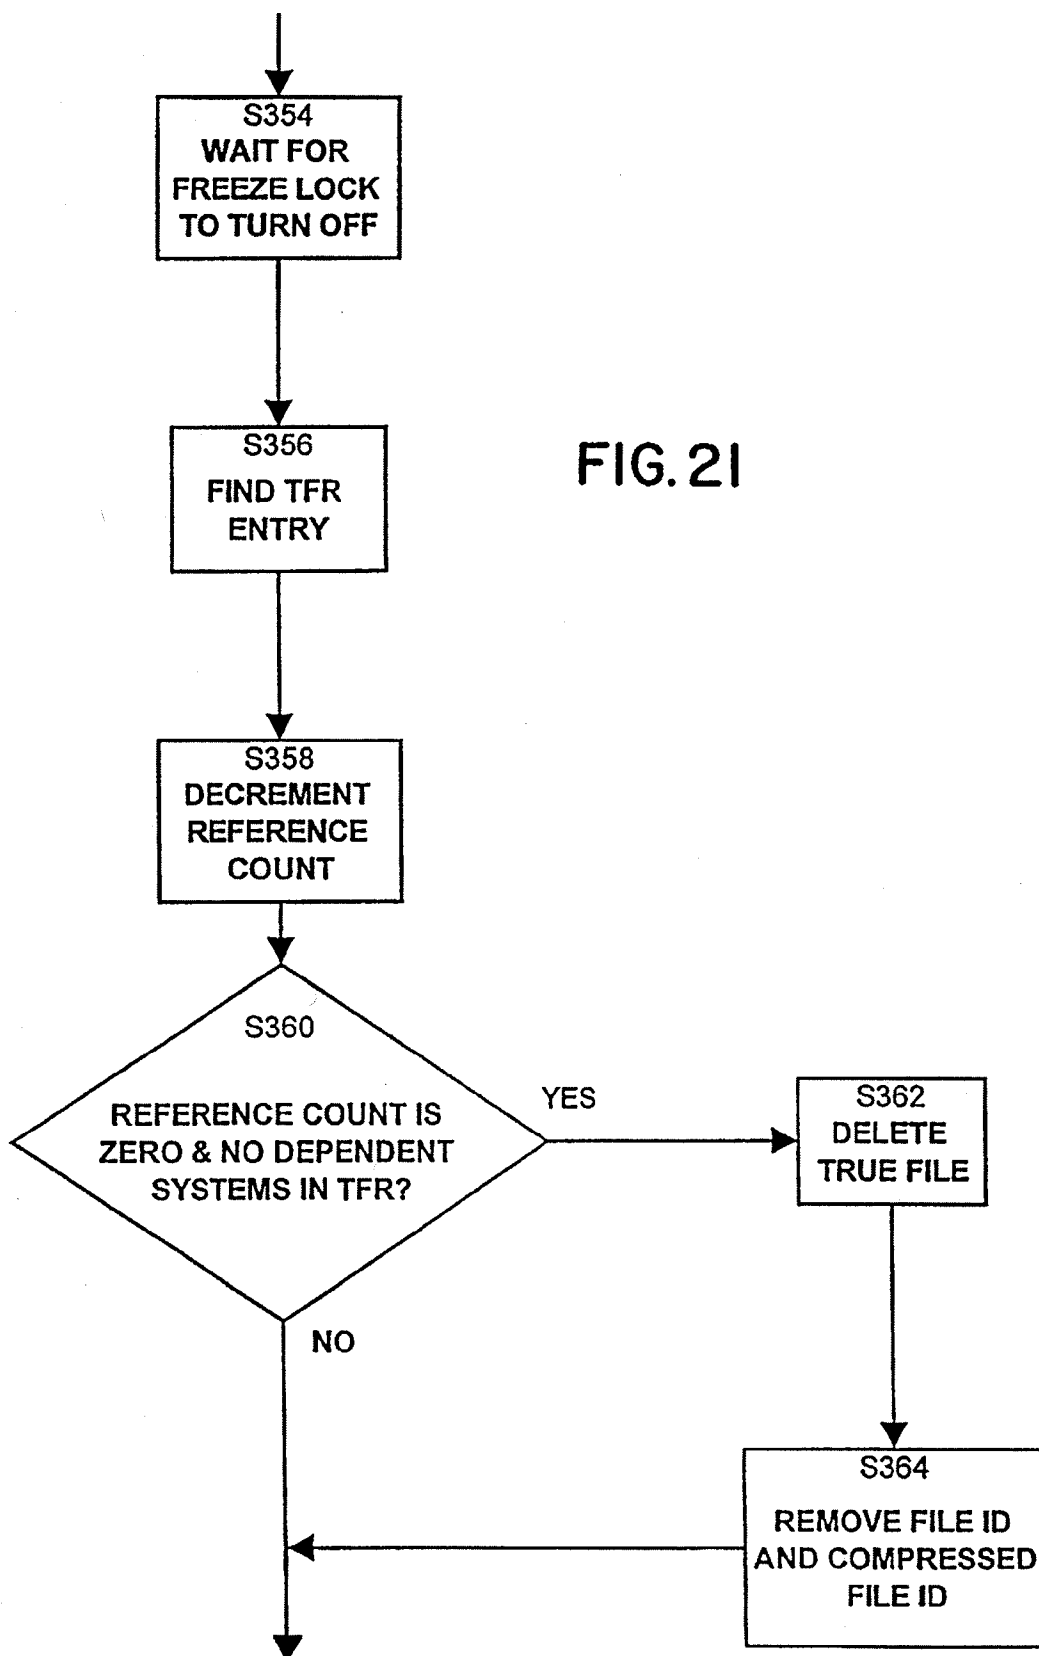 S354
WAIT FOR
FREEZE LOCK
TO TURN OFF
S356
FIND TFR
ENTRY
FIG. 21
S358
DECREMENT
REFERENCE
COUNT
S360
REFERENCE COUNT IS
ZERO & NO DEPENDENT
SYSTEMS IN TFR?
YES
S362
DELETE
TRUE FILE
NO
S364
REMOVE FILE ID
AND COMPRESSED
FILE ID